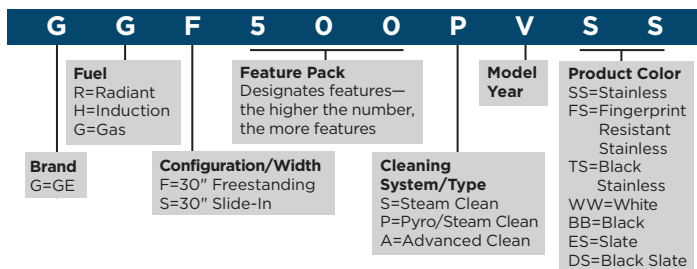 G G F 5 0 0 P V S S
Fuel
R=Radiant
H=Induction
G=Gas
Feature Pack
Designates features—
the higher the number,
the more features
Model
Year
Product Color
SS=Stainless
FS=Fingerprint
Resistant
Stainless
TS=Black
Stainless
WW=White
BB=Black
ES=Slate
DS=Black Slate
Brand
G=GE
Configuration/Width
F=30" Freestanding
S=30" Slide-In
Cleaning
System/Type
S=Steam Clean
P=Pyro/Steam Clean
A=Advanced Clean